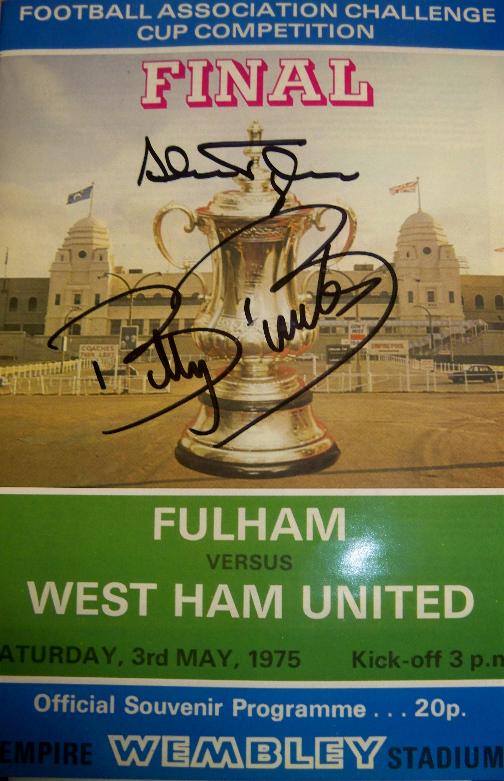 FOOTBALL ASSOCIATION CHALLENGE
CUP COMPETITION
FINAL
FULHAM
VERSUS
WEST HAM UNITED
ATURDAY, 3rd MAY, 1975 Kick-off 3 p.m
Official Souvenir Programme . . . 20p.
EMPIRE WEMBLEY STADIUM